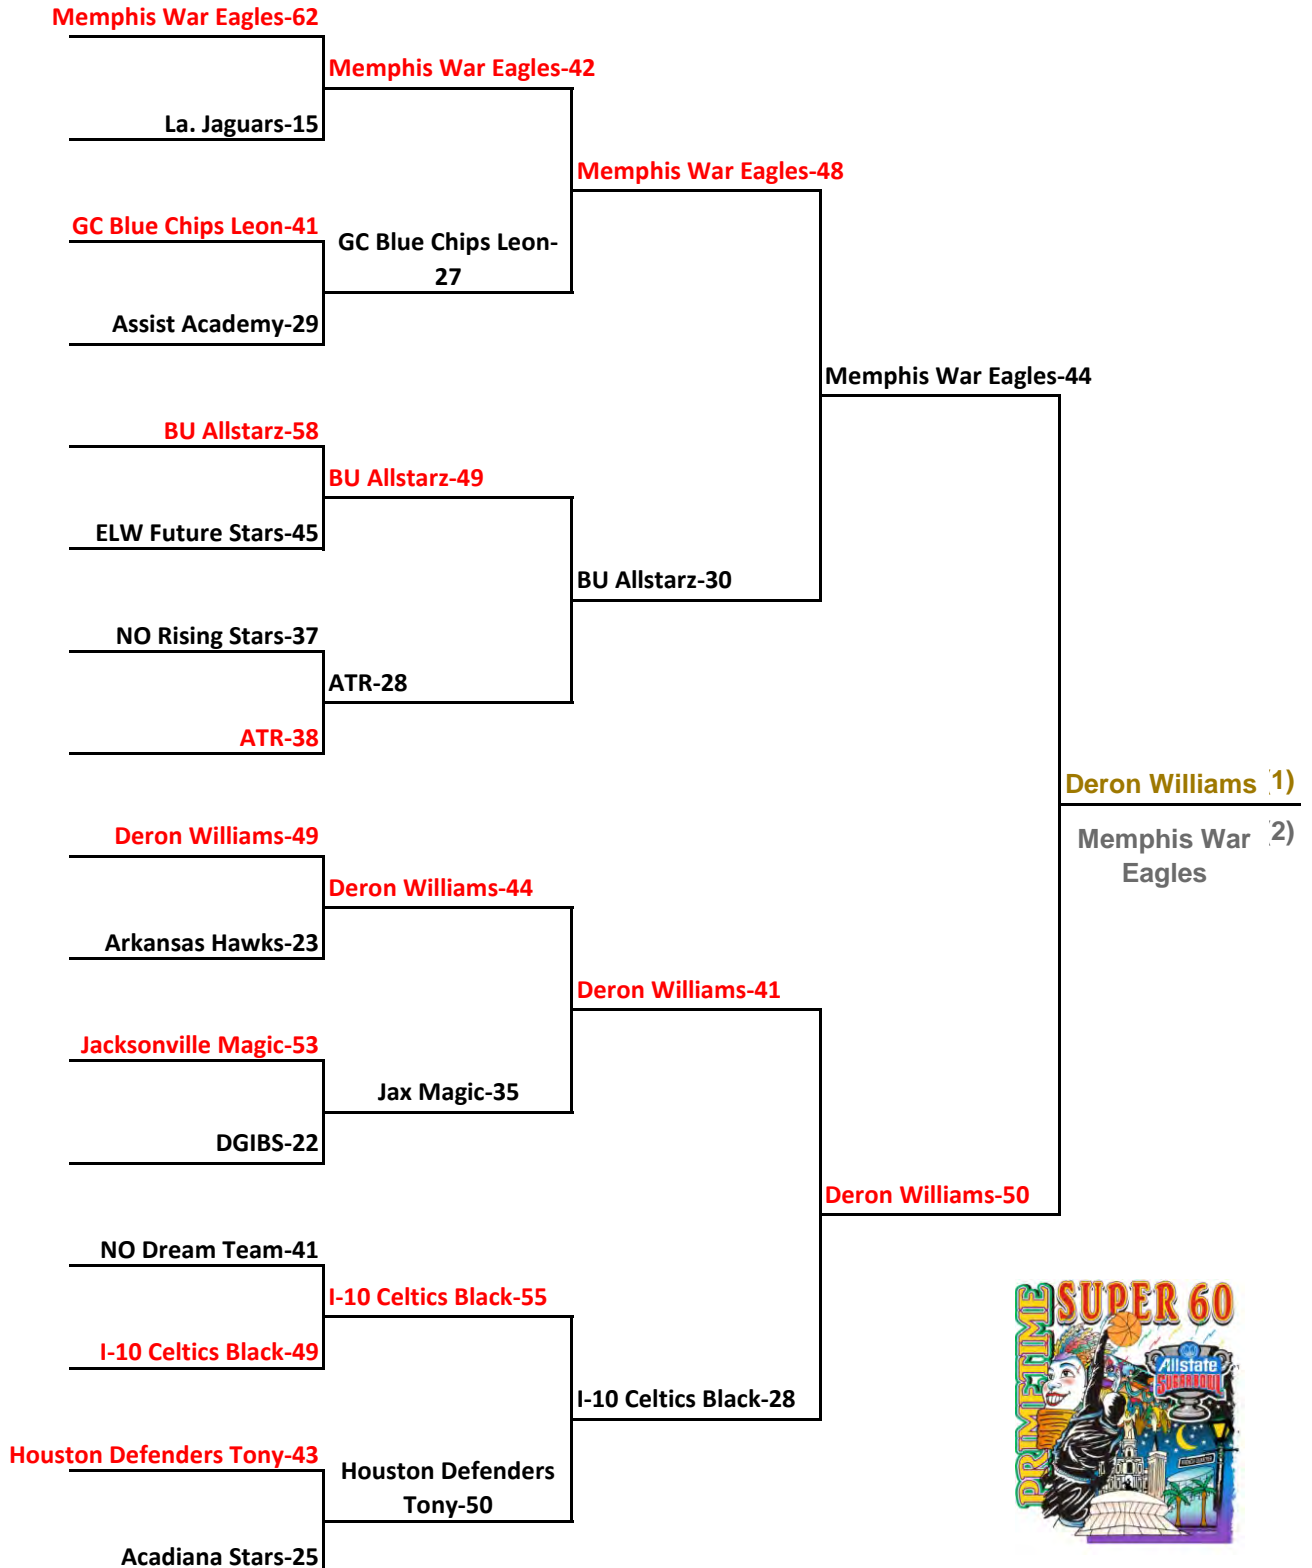 Memphis War Eagles-62
Memphis War Eagles-42
La. Jaguars-15
Memphis War Eagles-48
GC Blue Chips Leon-41
GC Blue Chips Leon-
27
Assist Academy-29
Memphis War Eagles-44
BU Allstarz-58
BU Allstarz-49
ELW Future Stars-45
BU Allstarz-30
NO Rising Stars-37
ATR-28
ATR-38
Deron Williams 1)
Memphis War 2)
Eagles
Deron Williams-49
Deron Williams-44
Arkansas Hawks-23
Deron Williams-41
Jacksonville Magic-53
Jax Magic-35
DGIBS-22
Deron Williams-50
NO Dream Team-41
I-10 Celtics Black-55
I-10 Celtics Black-49
I-10 Celtics Black-28
Houston Defenders Tony-43
Houston Defenders
Tony-50
Acadiana Stars-25
PRIMETIME
SUPER 60
Allstate
SUGAR BOWL
FRENCH QUARTER